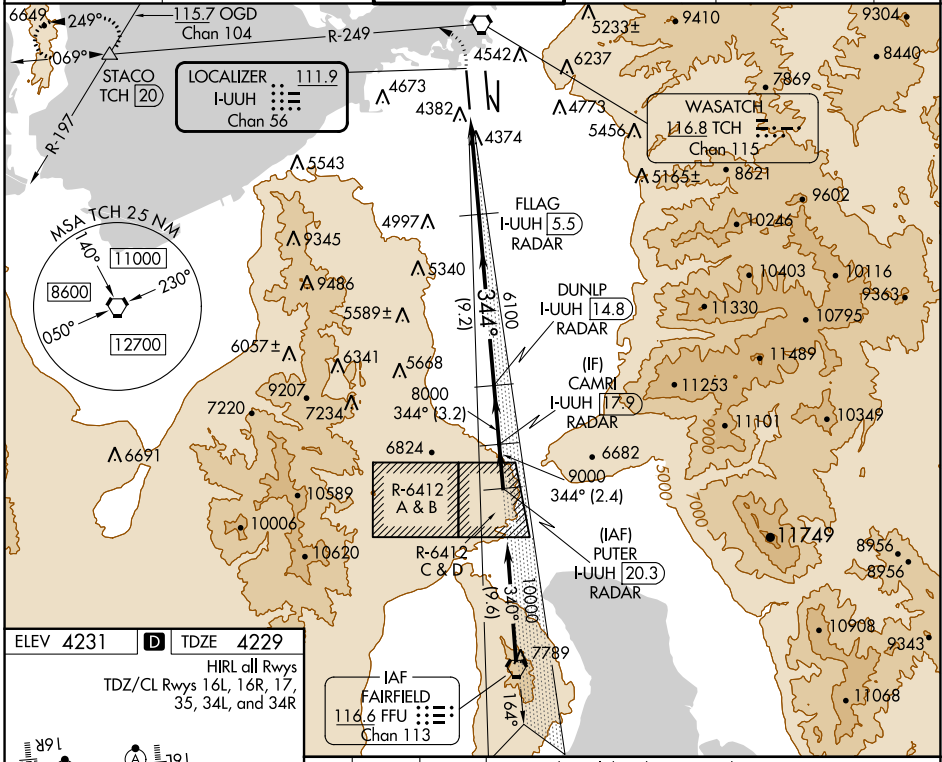 6649
249°
069°
115.7 OGD
Chan 104
R-249
STACO
TCH 20
R-197
LOCALIZER 111.9
I-UUH
Chan 56
4542
5233±
9410
9304
6237
8440
7869
4673
4382
4374
4773
5456
WASATCH
116.8 TCH
Chan 115
5543
5165±
8621
9602
MSA TCH 25 NM
140°
11000
8600
230°
050°
12700
9345
9486
4997
5340
FLLAG
I-UUH 5.5
RADAR
10246
10403
10116
9363
11330
10795
344°
(9.2)
6100
DUNLP
I-UUH 14.8
RADAR
5589±
6057±
6341
5668
11489
11253
9207
7220
7234
8000
344° (3.2)
(IF)
CAMRI
I-UUH 17.9
RADAR
11101
10349
9000
6691
6824
6682
9000
344° (2.4)
5000
7000
R-6412
A & B
R-6412
C & D
10589
10006
10620
(IAF)
PUTER
I-UUH 20.3
RADAR
11749
8956
8956
340°
(9.6)
10000
10908
9343
11068
7789
164°
IAF
FAIRFIELD
116.6 FFU
Chan 113
ELEV 4231
D
TDZE 4229
HIRL all Rwys
TDZ/CL Rwys 16L, 16R, 17,
35, 34L, and 34R
16R
A
16L